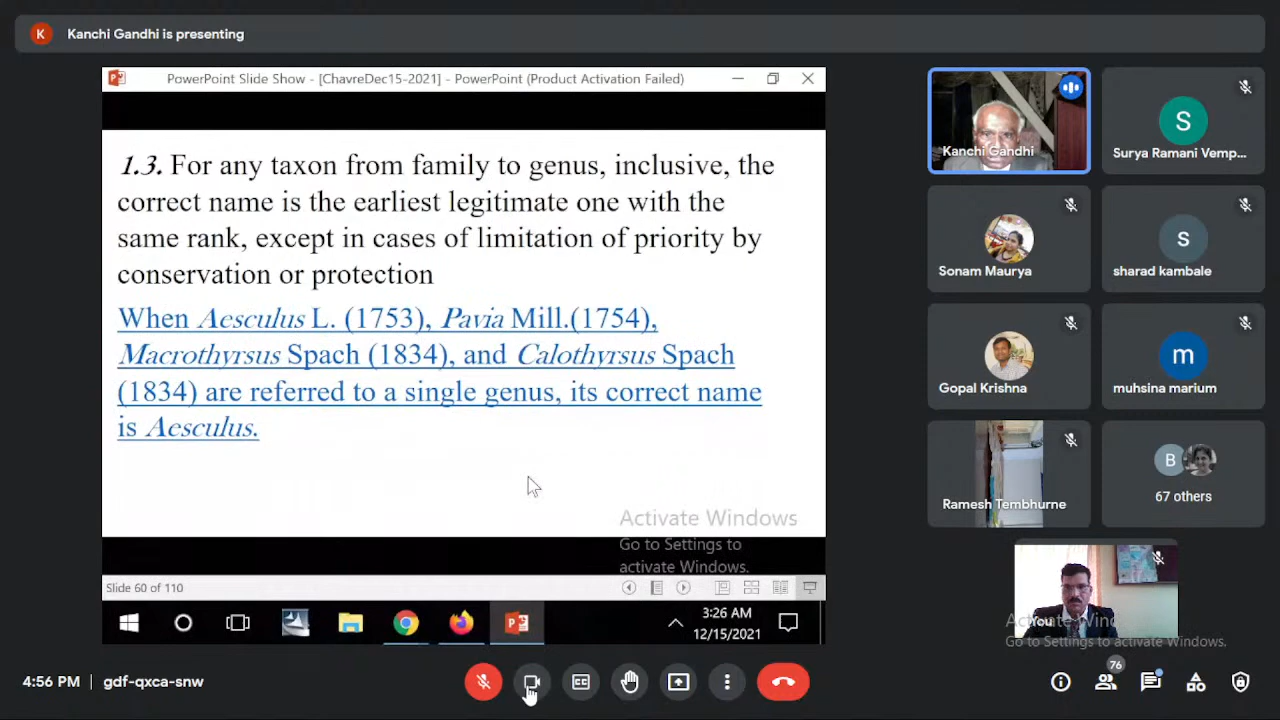 K Kanchi Gandhi is presenting
PowerPoint Slide Show - [ChavreDec15-2021] - PowerPoint (Product Activation Failed)
1.3. For any taxon from family to genus, inclusive, the
correct name is the earliest legitimate one with the
same rank, except in cases of limitation of priority by
conservation or protection
When Aesculus L. (1753), Pavia Mill.(1754),
Macrothyrsus Spach (1834), and Calothyrsus Spach
(1834) are referred to a single genus, its correct name
is Aesculus.
Activate Windows
Go to Settings to
activate Windows.
Slide 60 of 110
3:26 AM
12/15/2021
Kanchi Gandhi
S
Surya Ramani Vemp...
Sonam Maurya
s
sharad kambale
Gopal Krishna
m
muhsina marium
Ramesh Tembhurne
B
67 others
You
Activate Windows
Go to Settings to activate Windows.
4:56 PM | gdf-qxca-snw
76